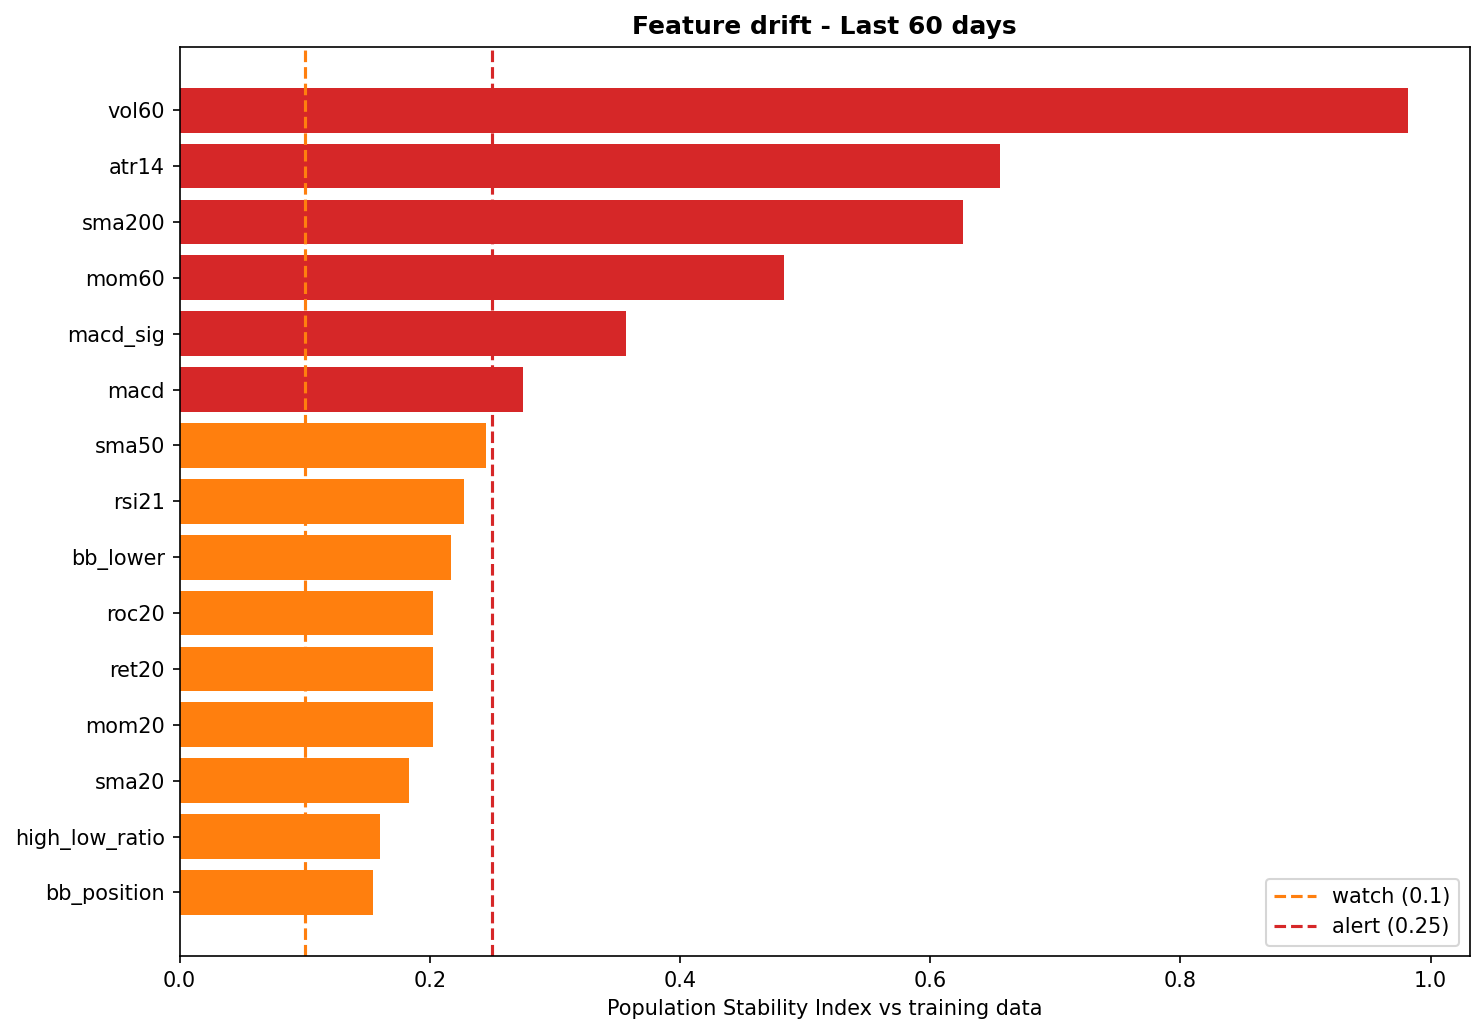 Feature drift - Last 60 days
vol60
atr14
sma200
mom60
macd_sig
macd
sma50
rsi21
bb_lower
roc20
ret20
mom20
sma20
high_low_ratio
bb_position
watch (0.1)
alert (0.25)
0.0 0.2 0.4 0.6 0.8 1.0
Population Stability Index vs training data